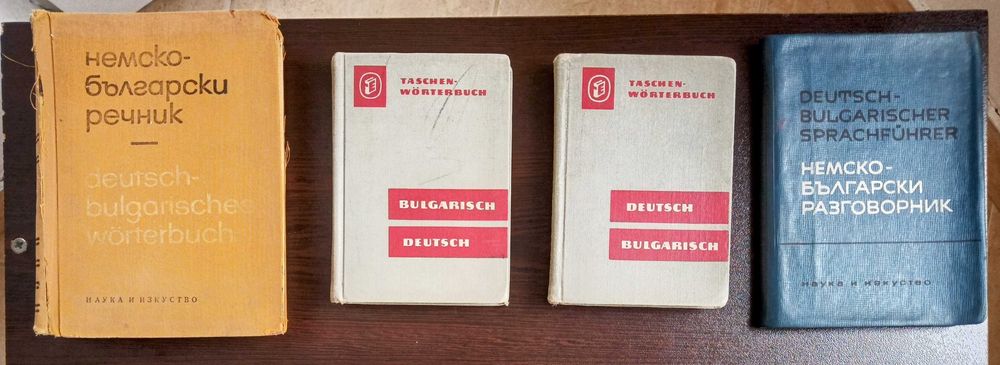 немско-
български
речник
deutsch-
bulgarisches
wörterbuch
НАУКА И ИЗКУСТВО
TASCHEN-
WÖRTERBUCH
BULGARISCH
DEUTSCH
TASCHEN-
WÖRTERBUCH
DEUTSCH
BULGARISCH
DEUTSCH-
BULGARISCHER
SPRACHFÜHRER
НЕМСКО-
БЪЛГАРСКИ
РАЗГОВОРНИК
наука и изкуство